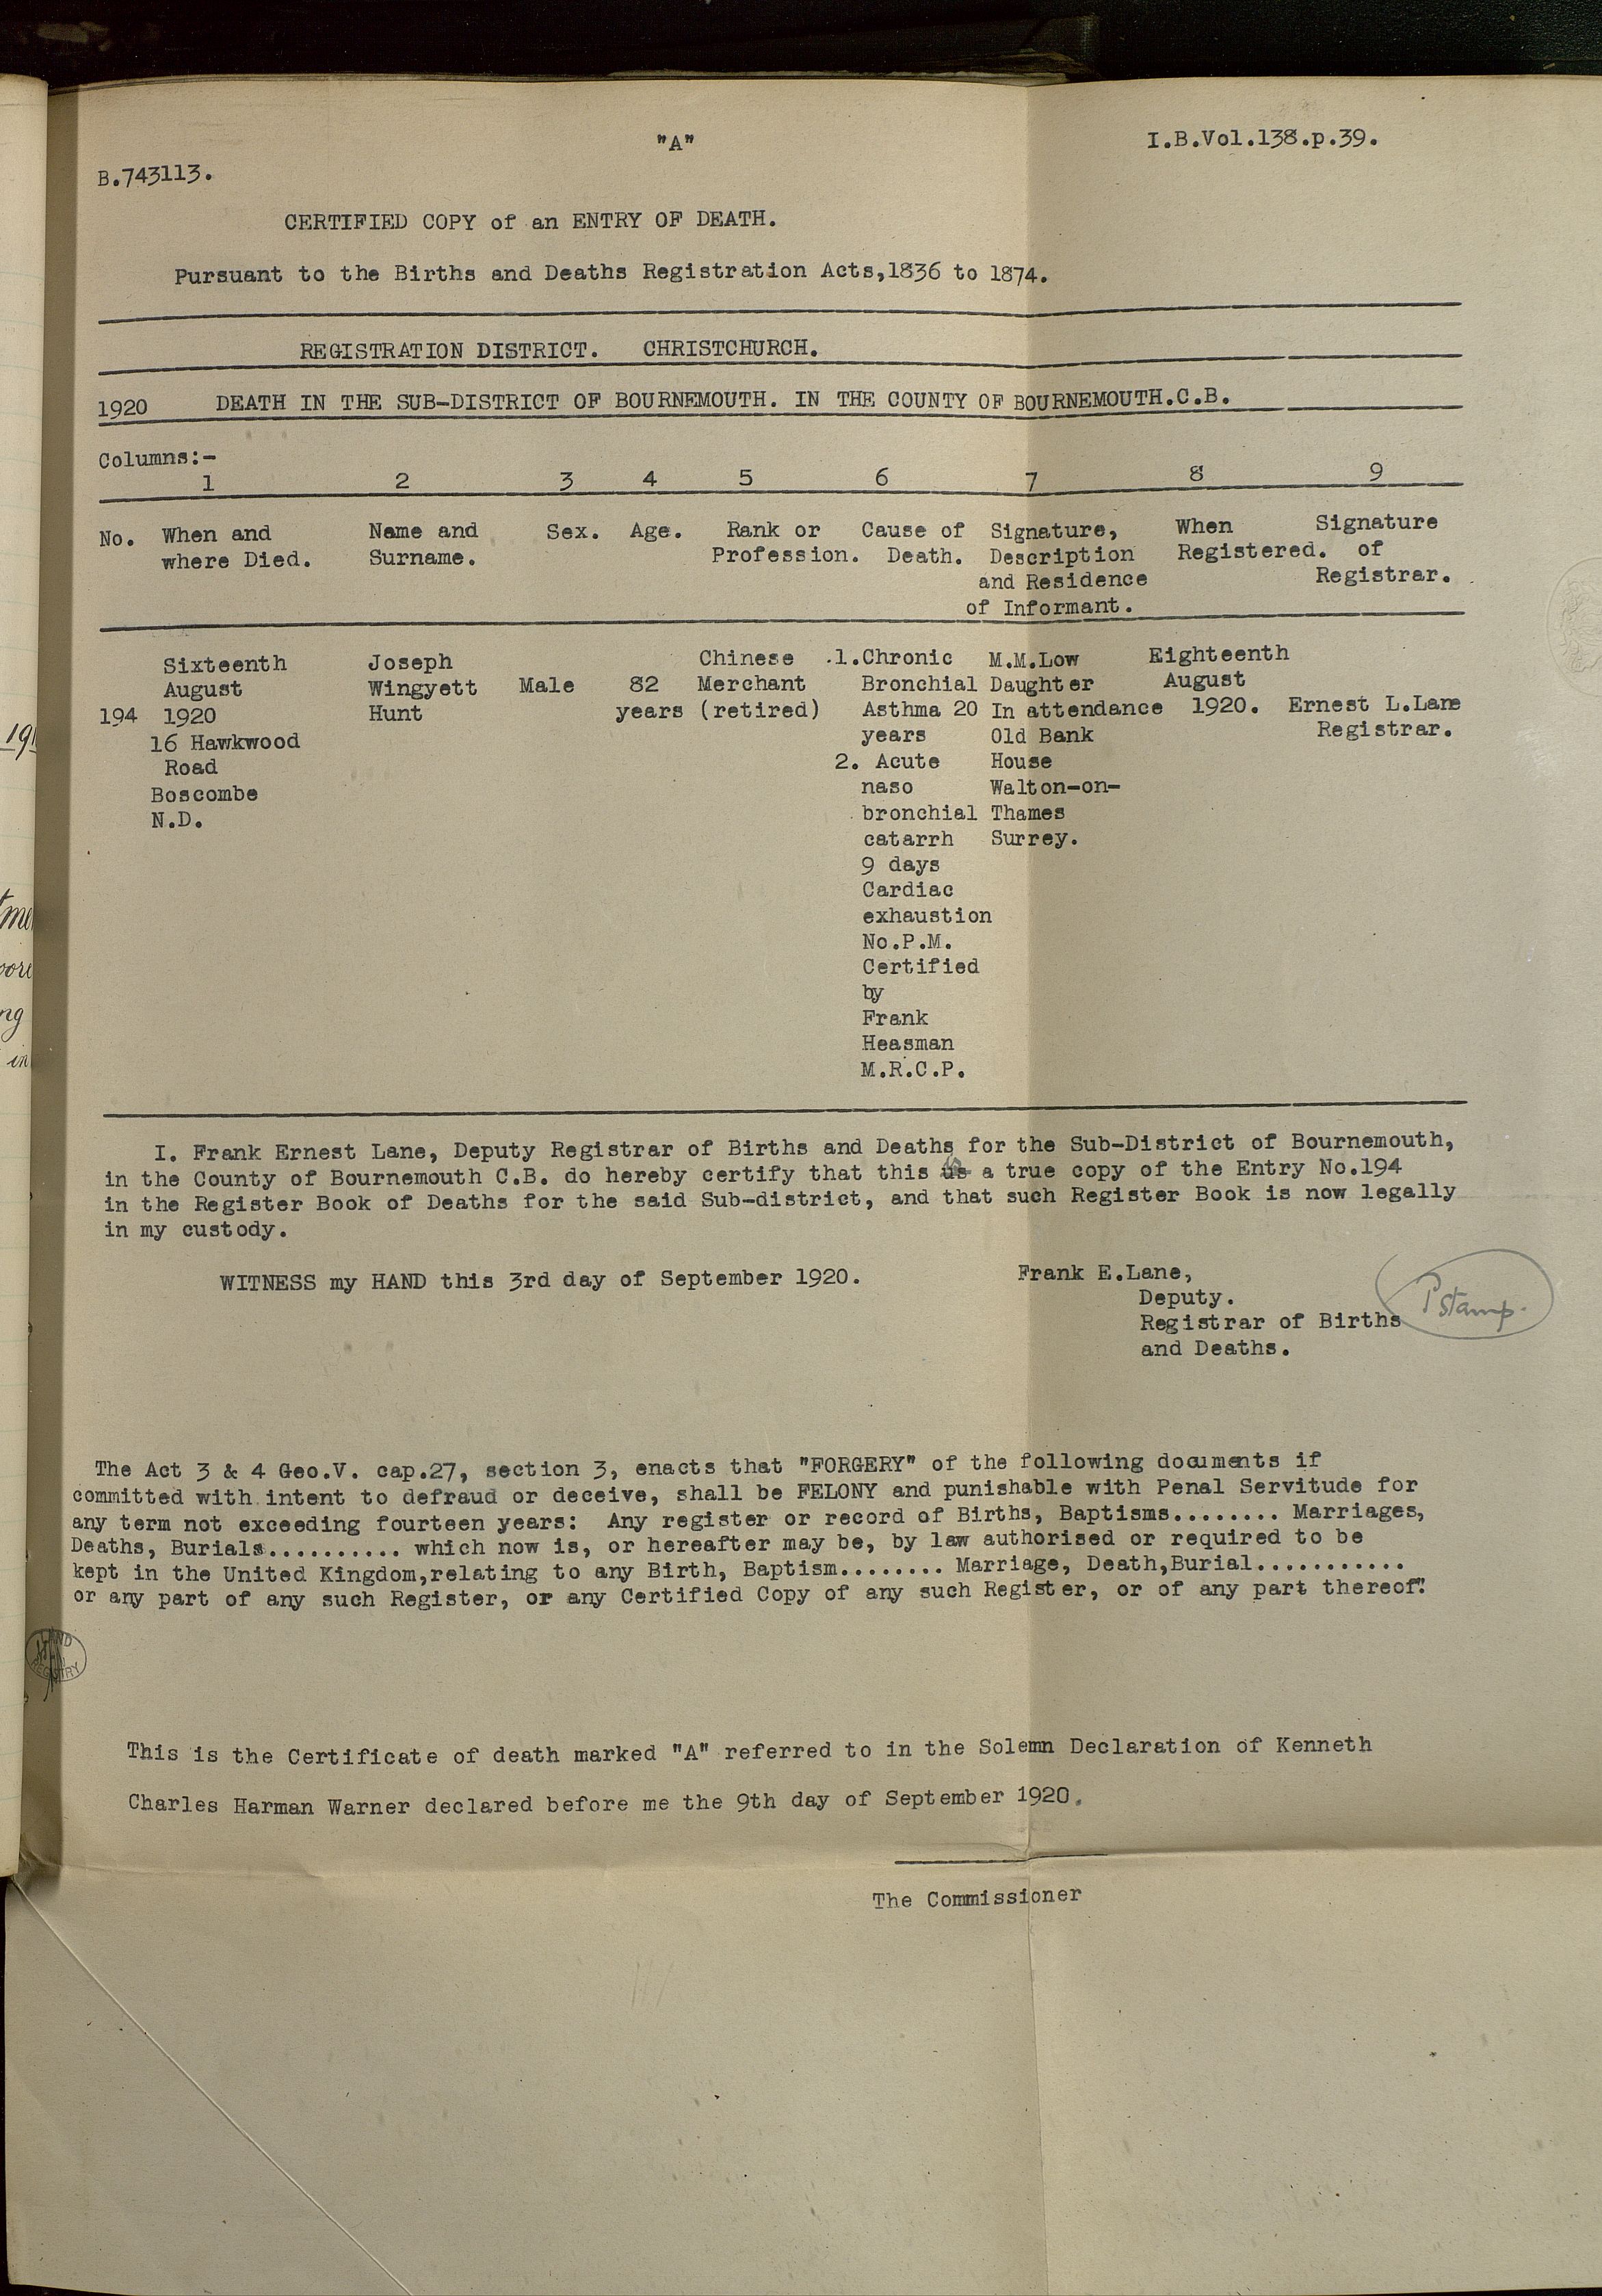 "A"
I.B.Vol.138.p.39.
B.743113.
CERTIFIED COPY of an ENTRY OF DEATH.
Pursuant to the Births and Deaths Registration Acts,1836 to 1874.
REGISTRATION DISTRICT. CHRISTCHURCH.
1920 DEATH IN THE SUB-DISTRICT OF BOURNEMOUTH. IN THE COUNTY OF BOURNEMOUTH.C.B.
Columns:-
1 2 3 4 5 6 7 8 9
No. When and Name and Sex. Age. Rank or Cause of Signature, When Signature
where Died. Surname. Profession. Death. Description Registered. of
and Residence Registrar.
of Informant.
Sixteenth Joseph Chinese .1.Chronic M.M.Low Eighteenth
August Wingyett Male 82 Merchant Bronchial Daughter August
194 1920 Hunt years (retired) Asthma 20 In attendance 1920. Ernest L.Lane
16 Hawkwood years Old Bank Registrar.
Road 2. Acute House
Boscombe naso Walton-on-
N.D. bronchial Thames
catarrh Surrey.
9 days
Cardiac
exhaustion
No.P.M.
Certified
by
Frank
Heasman
M.R.C.P.
I. Frank Ernest Lane, Deputy Registrar of Births and Deaths for the Sub-District of Bournemouth,
in the County of Bournemouth C.B. do hereby certify that this is a true copy of the Entry No.194
in the Register Book of Deaths for the said Sub-district, and that such Register Book is now legally
in my custody.
WITNESS my HAND this 3rd day of September 1920. Frank E.Lane,
Deputy.
Registrar of Births
and Deaths.
P stamp.
The Act 3 & 4 Geo.V. cap.27, section 3, enacts that "FORGERY" of the following documents if
committed with intent to defraud or deceive, shall be FELONY and punishable with Penal Servitude for
any term not exceeding fourteen years: Any register or record of Births, Baptisms........ Marriages,
Deaths, Burials.......... which now is, or hereafter may be, by law authorised or required to be
kept in the United Kingdom,relating to any Birth, Baptism........ Marriage, Death,Burial...........
or any part of any such Register, or any Certified Copy of any such Register, or of any part thereof."
LAND
REGISTRY
This is the Certificate of death marked "A" referred to in the Solemn Declaration of Kenneth
Charles Harman Warner declared before me the 9th day of September 1920.
The Commissioner